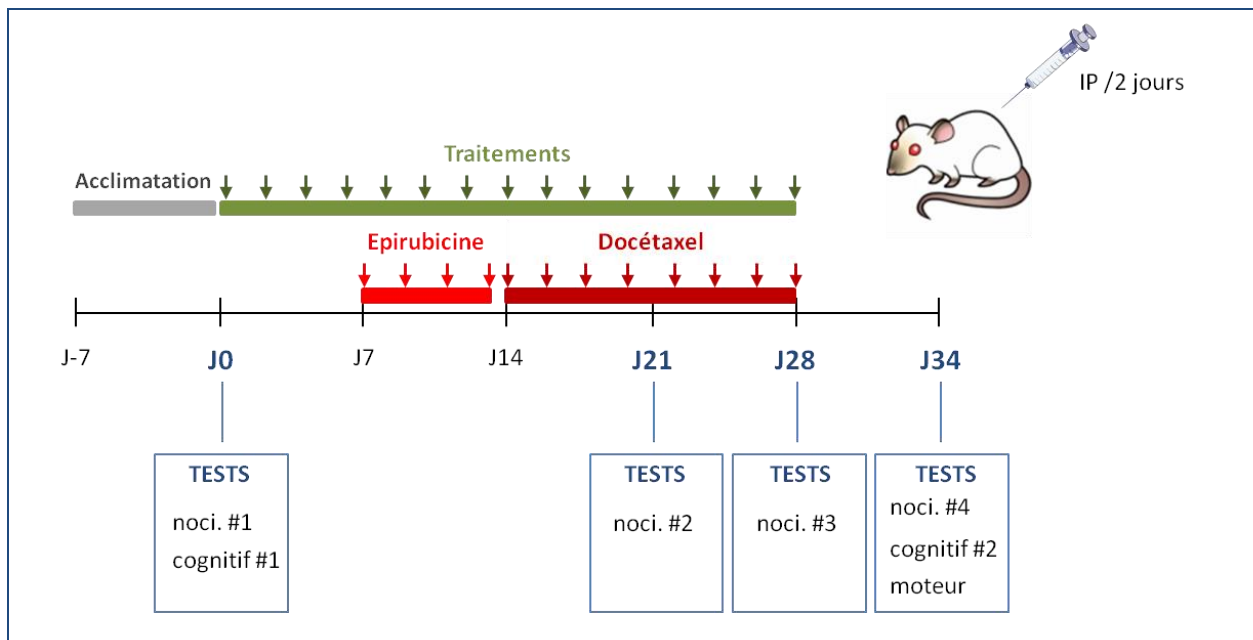 IP /2 jours
Traitements
Acclimatation
Epirubicine
Docétaxel
J-7
J0
J7
J14
J21
J28
J34
TESTS
noci. #1
cognitif #1
TESTS
noci. #2
TESTS
noci. #3
TESTS
noci. #4
cognitif #2
moteur